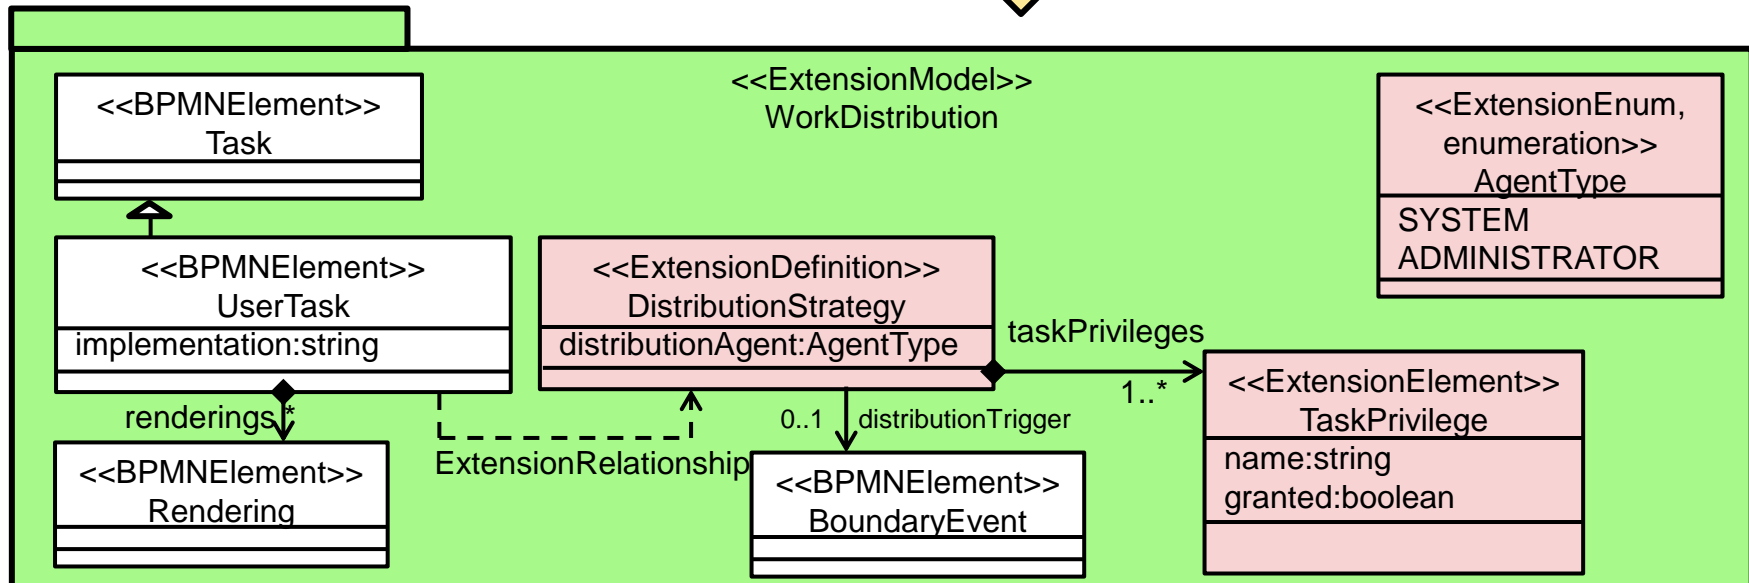 <<ExtensionModel>>
WorkDistribution
<<BPMNElement>>
Task
<<ExtensionEnum,
enumeration>>
AgentType
SYSTEM
ADMINISTRATOR
<<BPMNElement>>
UserTask
implementation:string
<<ExtensionDefinition>>
DistributionStrategy
distributionAgent:AgentType
taskPrivileges
1..*
renderings
*
ExtensionRelationship
0..1
distributionTrigger
<<ExtensionElement>>
TaskPrivilege
name:string
granted:boolean
<<BPMNElement>>
Rendering
<<BPMNElement>>
BoundaryEvent